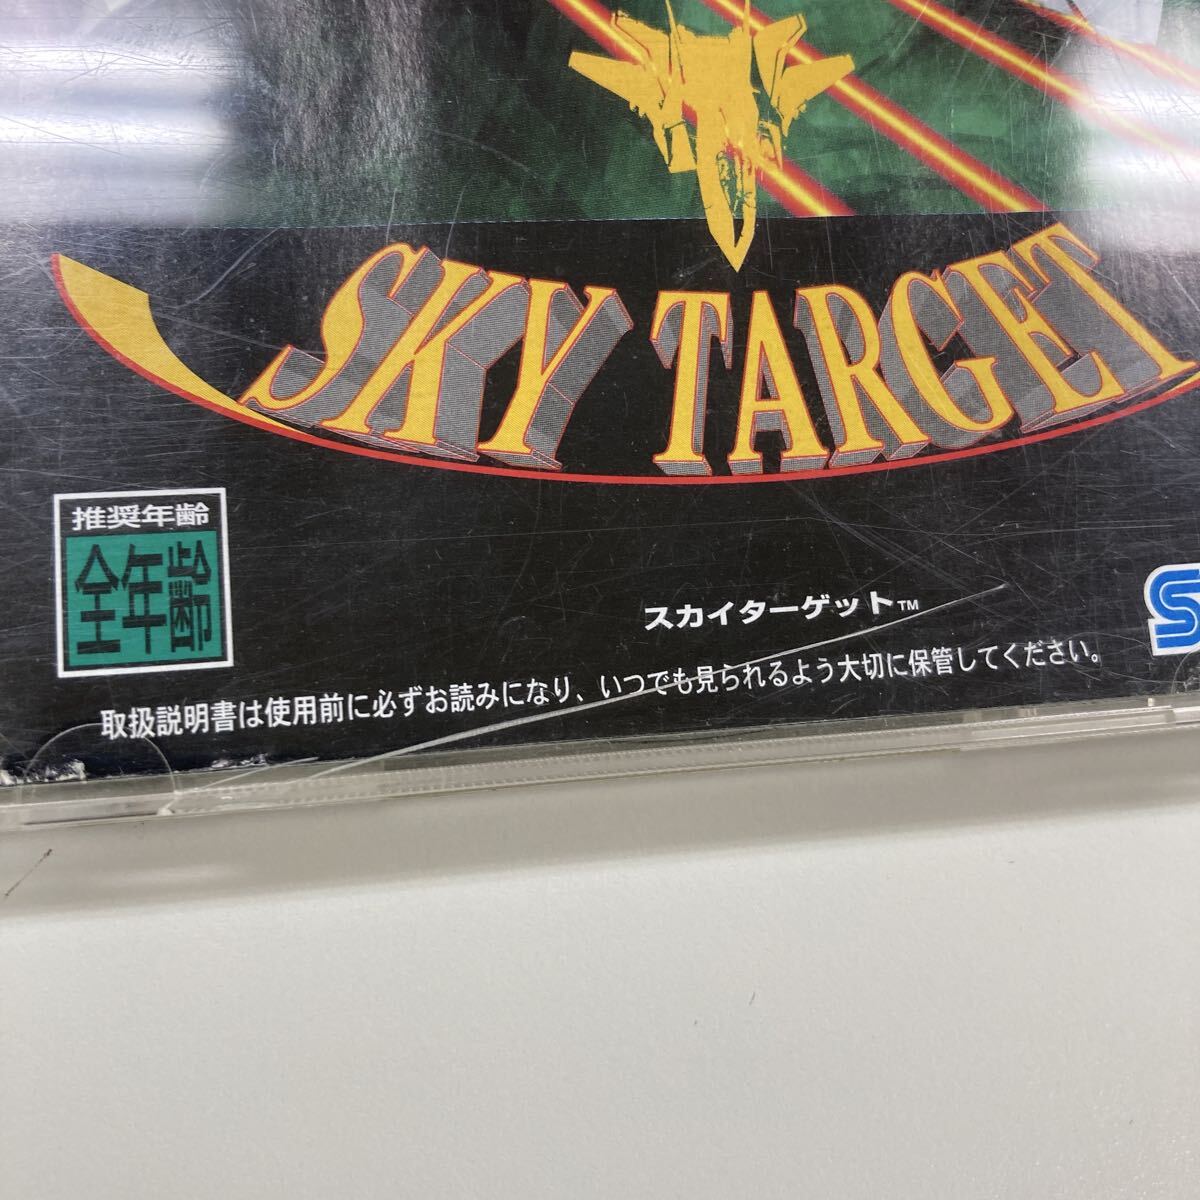 SKY TARGET
推奨年齢
全年齢
スカイターゲット™
取扱説明書は使用前に必ずお読みになり、いつでも見られるよう大切に保管してください。
S